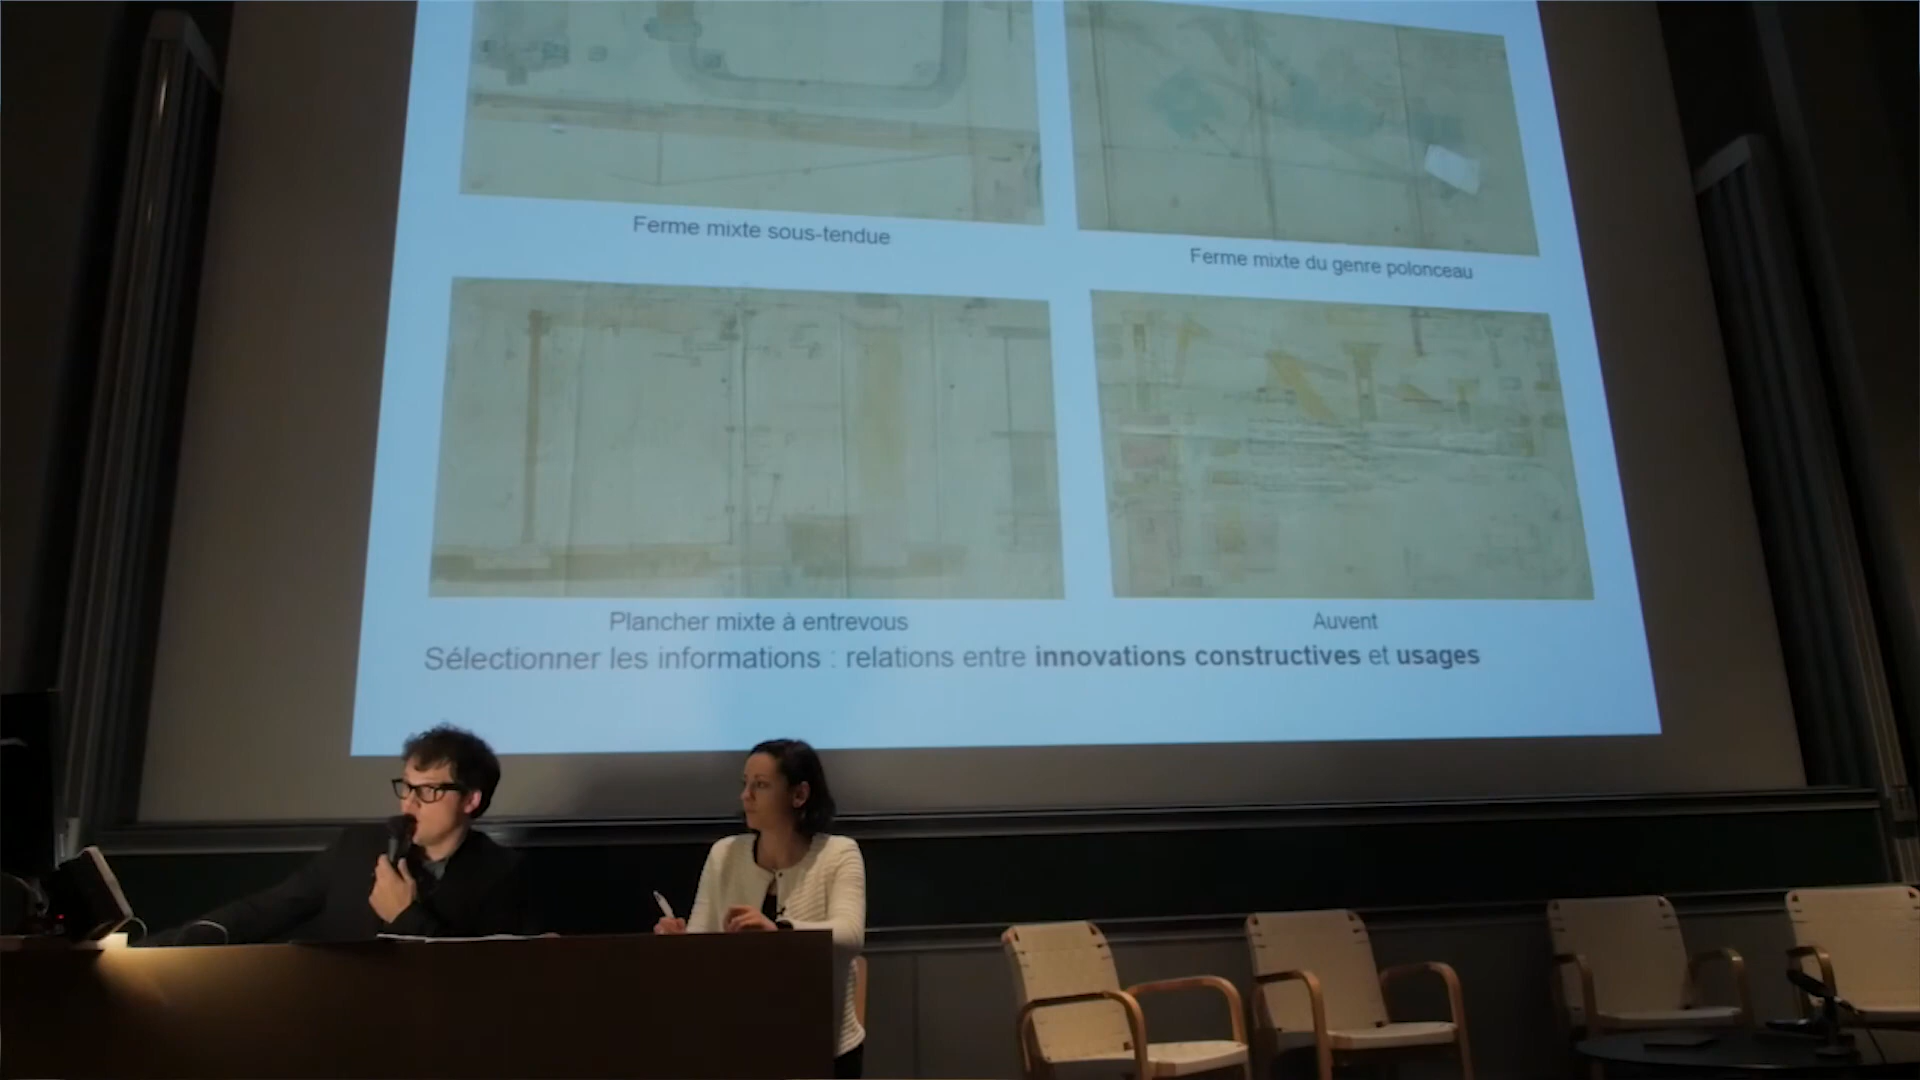 Ferme mixte sous-tendue
Ferme mixte du genre polonceau
Plancher mixte à entrevous
Auvent
Sélectionner les informations : relations entre innovations constructives et usages